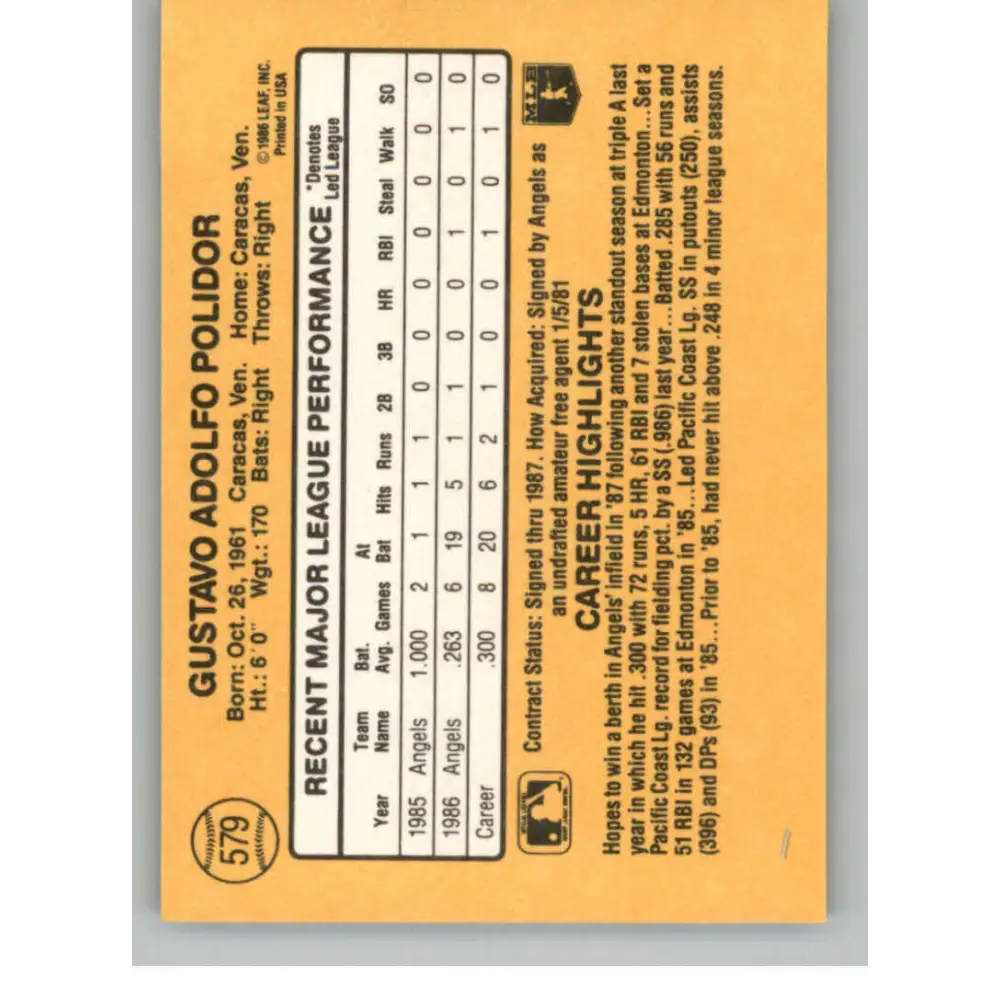 579
GUSTAVO ADOLFO POLIDOR
Born: Oct. 26, 1961 Caracas, Ven. Home: Caracas, Ven.
Ht.: 6'0" Wgt.: 170 Bats: Right Throws: Right
© 1986 LEAF, INC.
Printed in USA
RECENT MAJOR LEAGUE PERFORMANCE
*Denotes
Led League
Year Team Name Bat. Avg. Games At Bat Hits Runs 2B 3B HR RBI Steal Walk SO
1985 Angels 1.000 2 1 1 1 0 0 0 0 0 0 0
1986 Angels .263 6 19 5 1 1 0 0 1 0 1 0
Career .300 8 20 6 2 1 0 0 1 0 1 0
Contract Status: Signed thru 1987. How Acquired: Signed by Angels as
an undrafted amateur free agent 1/5/81
MLB
CAREER HIGHLIGHTS
Hopes to win a berth in Angels' infield in '87 following another standout season at triple A last
year in which he hit .300 with 72 runs, 5 HR, 61 RBI and 7 stolen bases at Edmonton...Set a
Pacific Coast Lg. record for fielding pct. by a SS (.986) last year...Batted .285 with 56 runs and
51 RBI in 132 games at Edmonton in '85...Led Pacific Coast Lg. SS in putouts (250), assists
(396) and DPs (93) in '85...Prior to '85, had never hit above .248 in 4 minor league seasons.